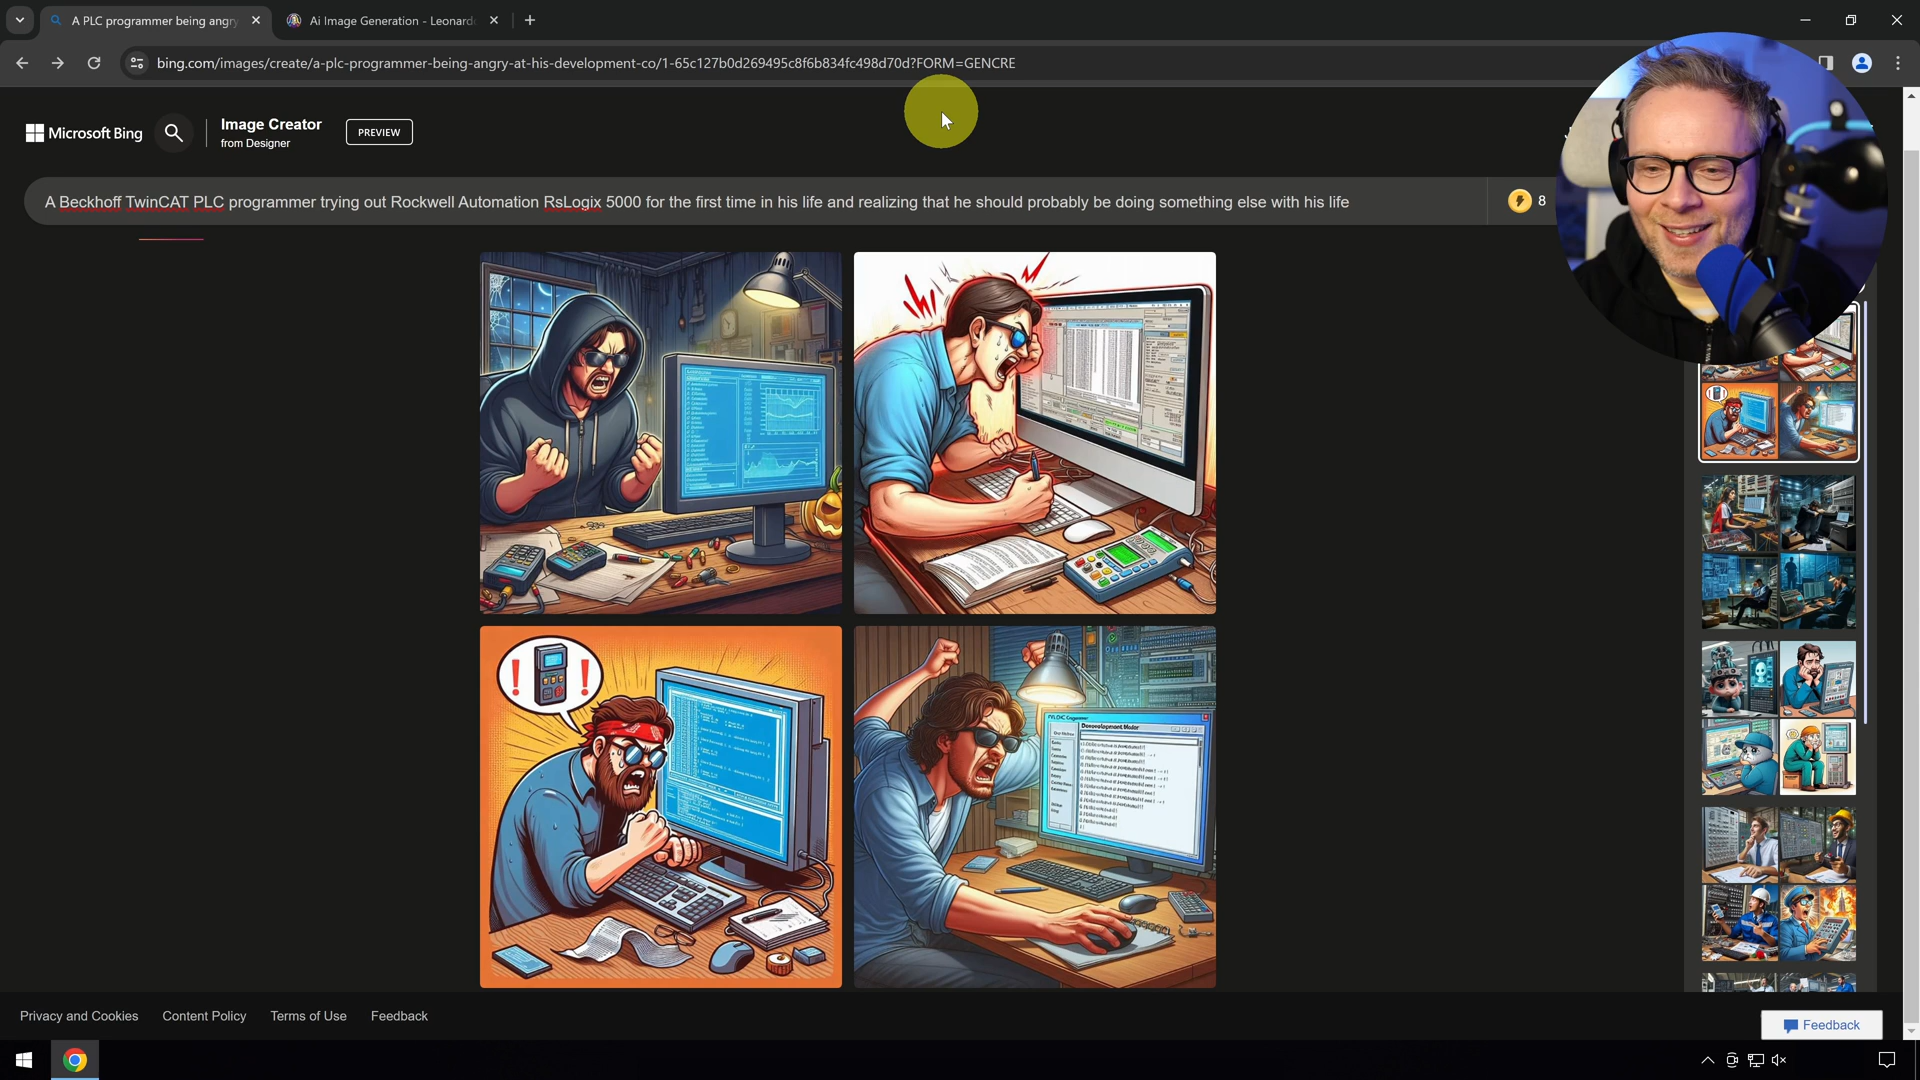 A PLC programmer being angry
Ai Image Generation - Leonard
bing.com/images/create/a-plc-programmer-being-angry-at-his-development-co/1-65c127b0d269495c8f6b834fc498d70d?FORM=GENCRE
Microsoft Bing
Image Creator
from Designer
PREVIEW
A Beckhoff TwinCAT PLC programmer trying out Rockwell Automation RsLogix 5000 for the first time in his life and realizing that he should probably be doing something else with his life
8
Privacy and Cookies
Content Policy
Terms of Use
Feedback
Feedback